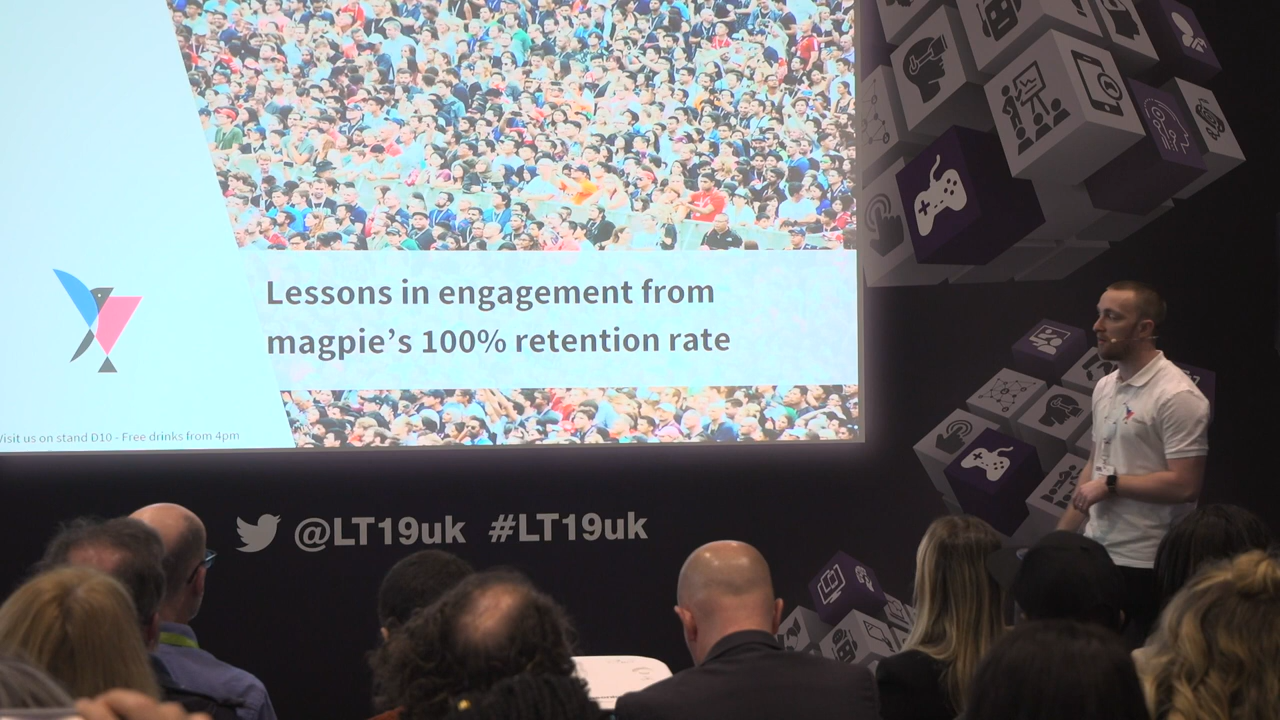 Lessons in engagement from
magpie's 100% retention rate
Visit us on stand D10 - Free drinks from 4pm
@LT19uk #LT19uk